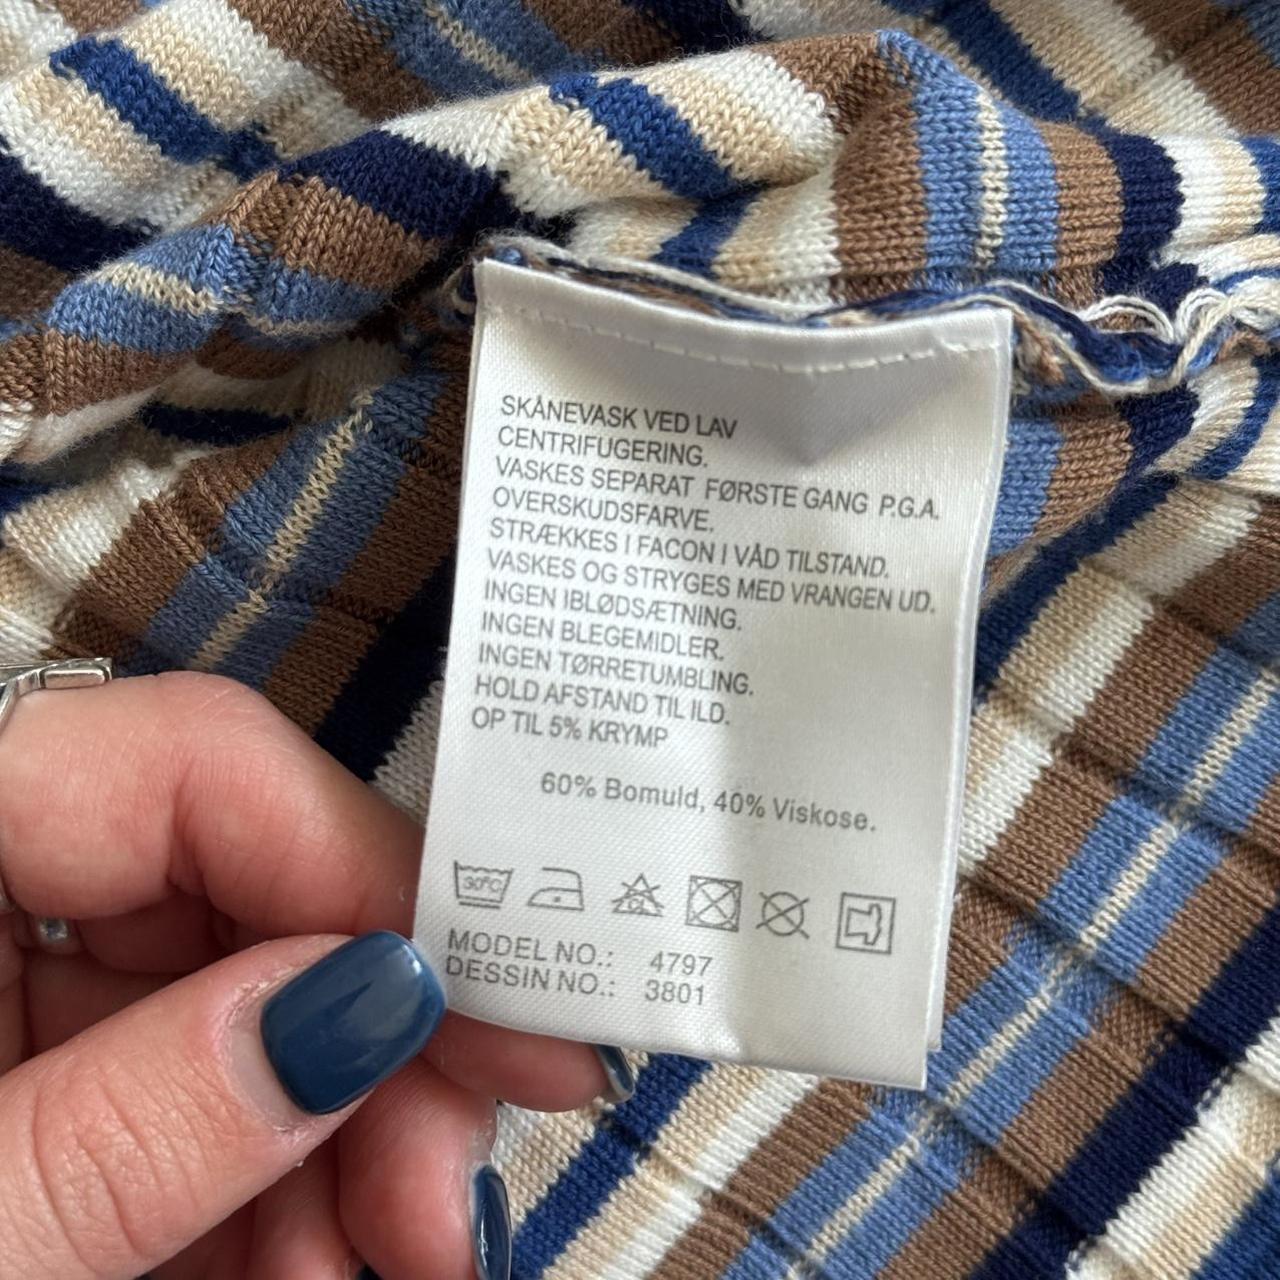 SKÅNEVASK VED LAV
CENTRIFUGERING.
VASKES SEPARAT FØRSTE GANG P.G.A.
OVERSKUDSFARVE.
STRÆKKES I FACON I VÅD TILSTAND.
VASKES OG STRYGES MED VRANGEN UD.
INGEN IBLØDSÆTNING.
INGEN BLEGEMIDLER.
INGEN TØRRETUMBLING.
HOLD AFSTAND TIL ILD.
OP TIL 5% KRYMP
60% Bomuld, 40% Viskose.
30°C CL
MODEL NO.: 4797
DESSIN NO.: 3801